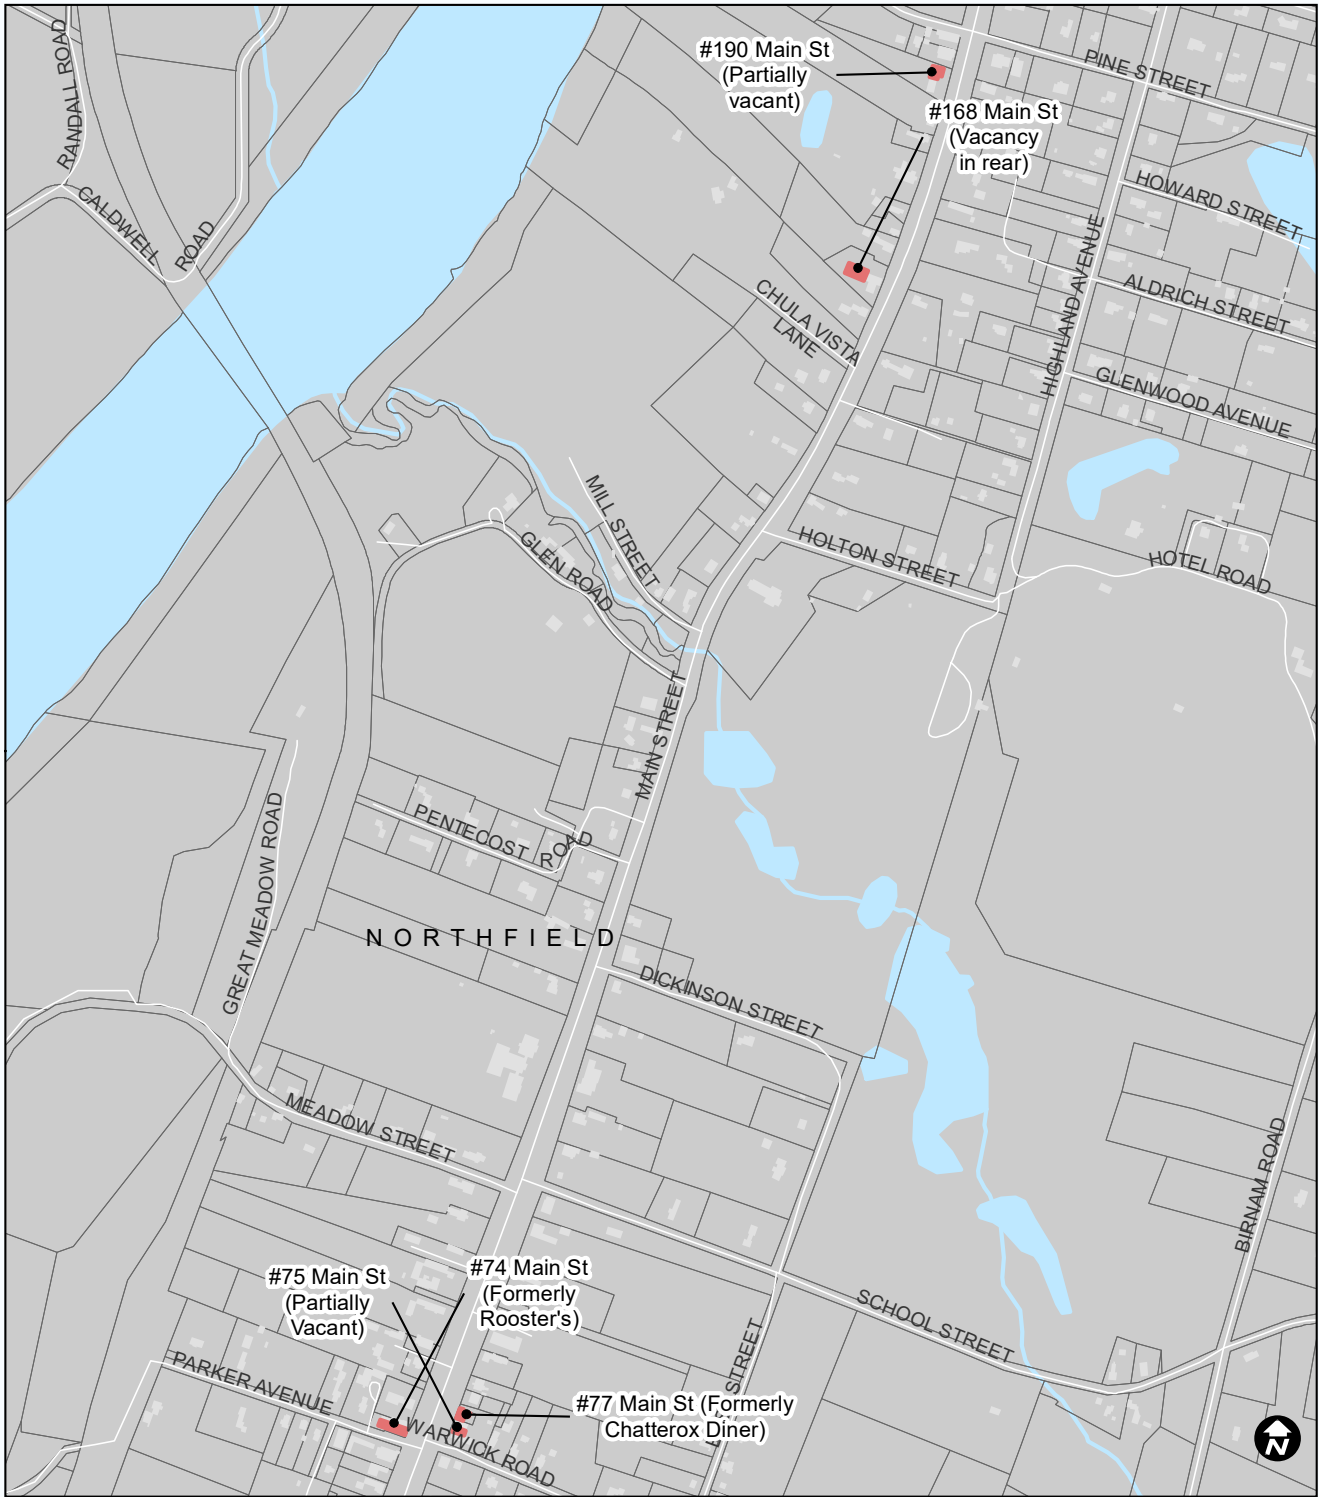 RANDALL ROAD
CALDWELL
ROAD
#190 Main St
(Partially
vacant)
#168 Main St
(Vacancy
in rear)
PINE STREET
HOWARD STREET
HIGHLAND AVENUE
ALDRICH STREET
CHULA VISTA
LANE
GLENWOOD AVENUE
MILL STREET
GLEN ROAD
HOLTON STREET
HOTEL ROAD
MAIN STREET
GREAT MEADOW ROAD
PENTECOST
ROAD
NORTHFIELD
DICKINSON STREET
MEADOW STREET
BIRNAM ROAD
#75 Main St
(Partially
Vacant)
#74 Main St
(Formerly
Rooster's)
SCHOOL STREET
STREET
PARKER AVENUE
#77 Main St (Formerly
Chatterox Diner)
WARWICK ROAD
N